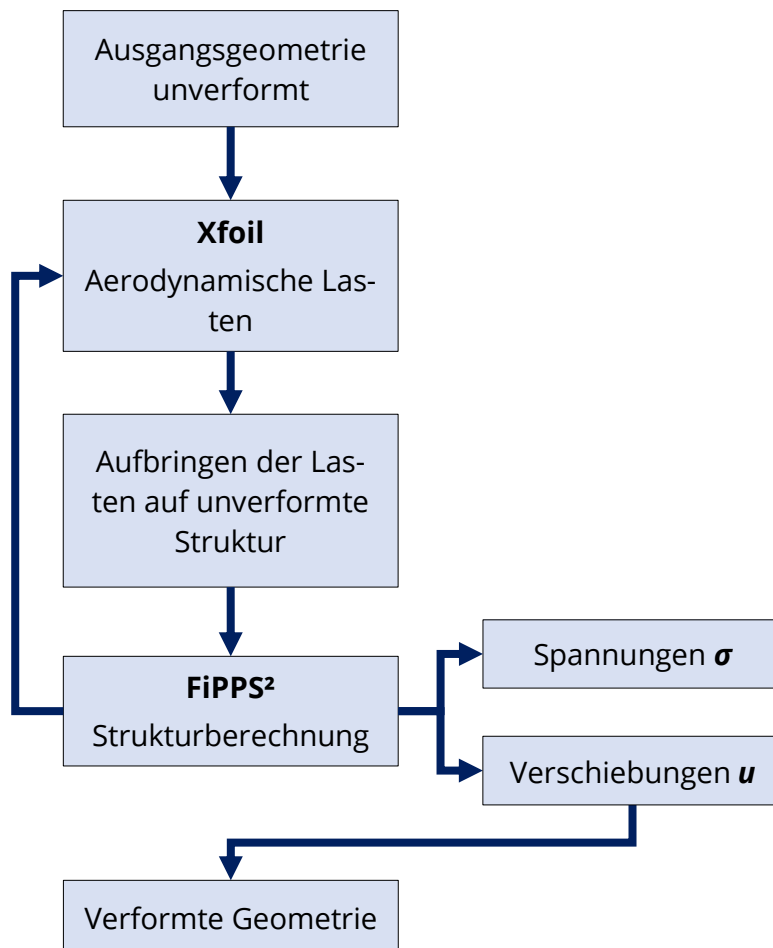 Ausgangsgeometrie
unverformt
Xfoil
Aerodynamische Las-
ten
Aufbringen der Las-
ten auf unverformte
Struktur
FiPPS²
Strukturberechnung
Spannungen σ
Verschiebungen u
Verformte Geometrie